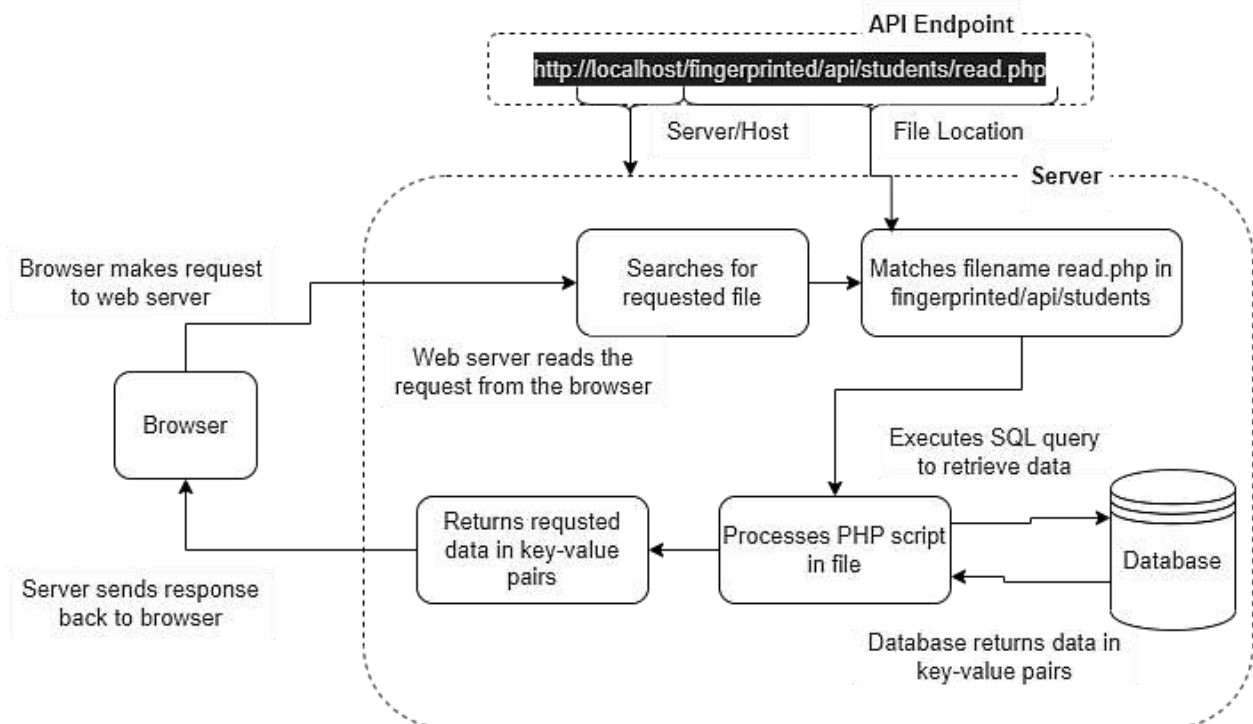 API Endpoint
http://localhost/fingerprinted/api/students/read.php
Server/Host
File Location
Server
Browser makes request
to web server
Searches for
requested file
Matches filename read.php in
fingerprinted/api/students
Web server reads the
request from the browser
Browser
Executes SQL query
to retrieve data
Returns requsted
data in key-value
pairs
Processes PHP script
in file
Database
Server sends response
back to browser
Database returns data in
key-value pairs